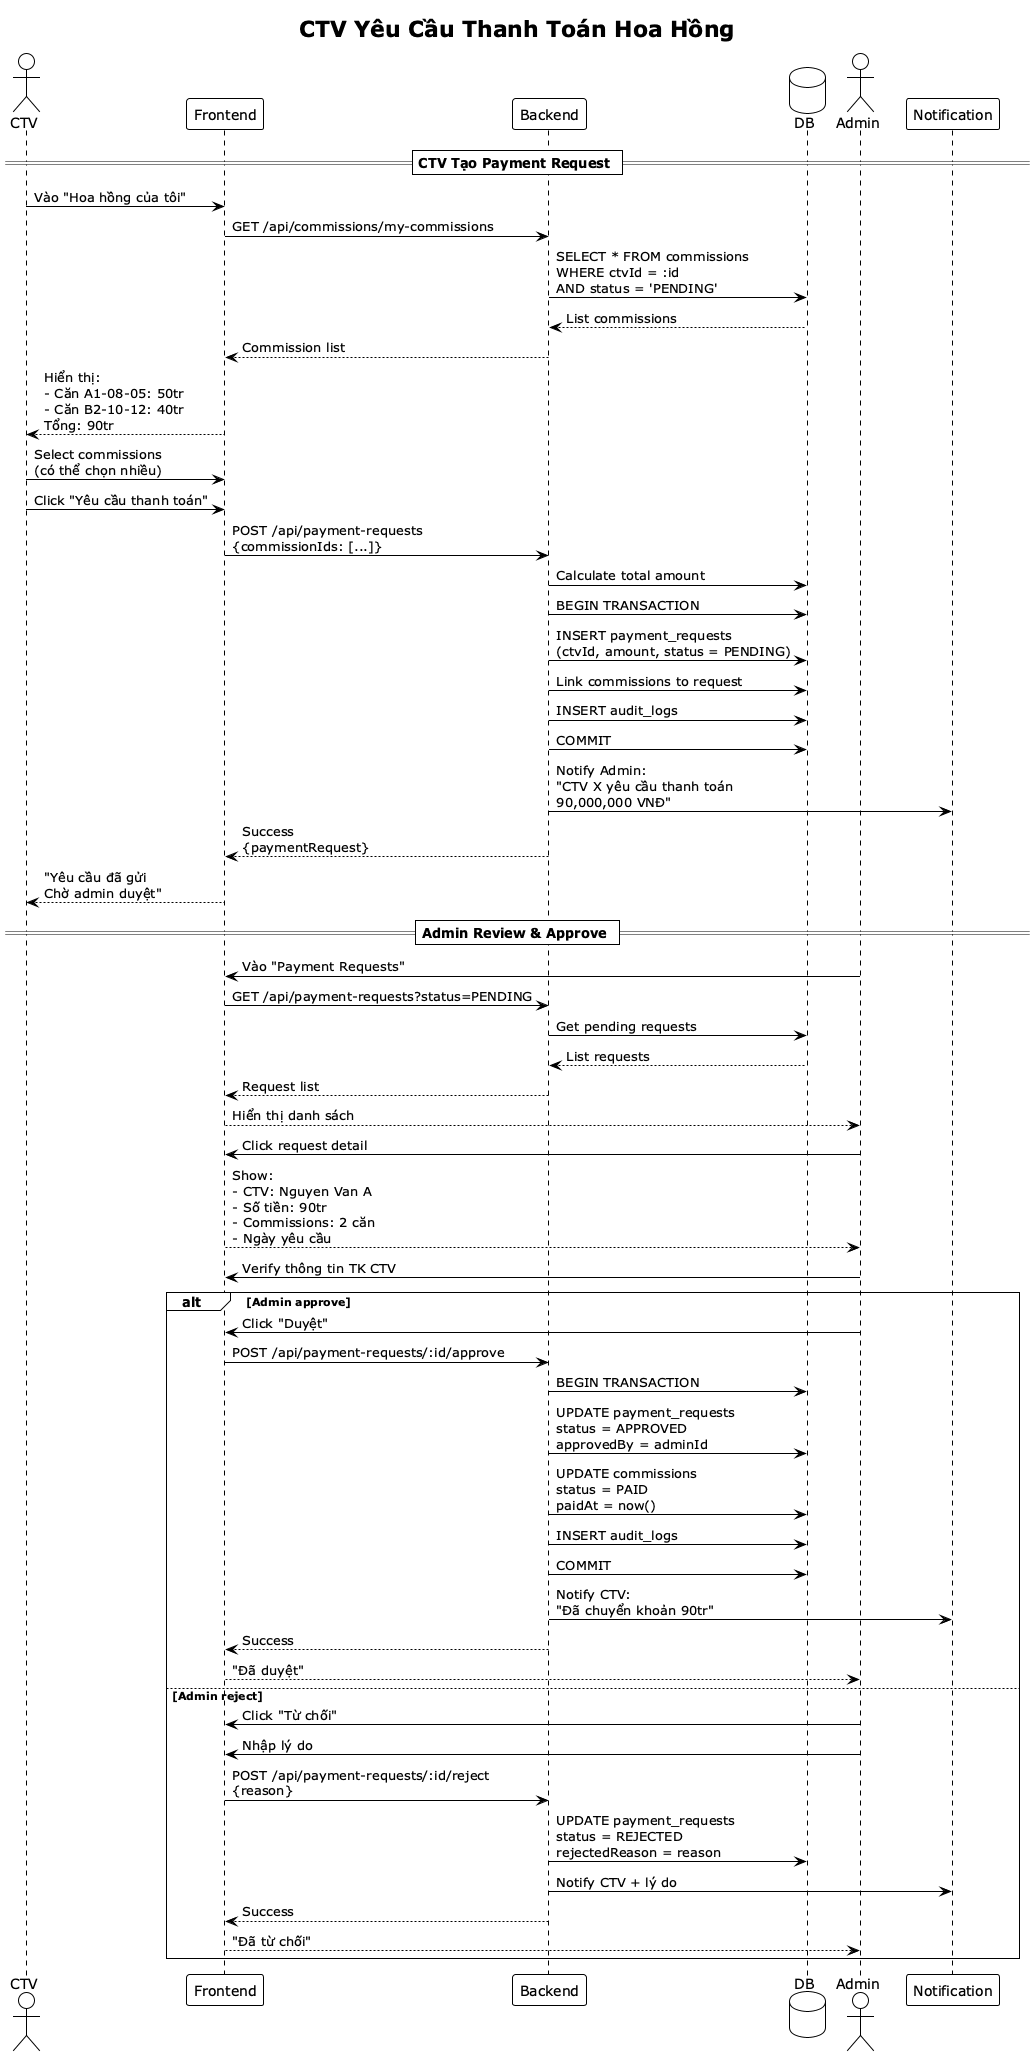 CTV Yêu Cầu Thanh Toán Hoa Hồng
CTV
Frontend
Backend
DB
Admin
Notification
CTV Tạo Payment Request
Vào "Hoa hồng của tôi"
GET /api/commissions/my-commissions
SELECT * FROM commissions
WHERE ctvId = :id
AND status = 'PENDING'
List commissions
Commission list
Hiển thị:
- Căn A1-08-05: 50tr
- Căn B2-10-12: 40tr
Tổng: 90tr
Select commissions
(có thể chọn nhiều)
Click "Yêu cầu thanh toán"
POST /api/payment-requests
{commissionIds: [...]}
Calculate total amount
BEGIN TRANSACTION
INSERT payment_requests
(ctvId, amount, status = PENDING)
Link commissions to request
INSERT audit_logs
COMMIT
Notify Admin:
"CTV X yêu cầu thanh toán
90,000,000 VNĐ"
Success
{paymentRequest}
"Yêu cầu đã gửi
Chờ admin duyệt"
Admin Review & Approve
Vào "Payment Requests"
GET /api/payment-requests?status=PENDING
Get pending requests
List requests
Request list
Hiển thị danh sách
Click request detail
Show:
- CTV: Nguyen Van A
- Số tiền: 90tr
- Commissions: 2 căn
- Ngày yêu cầu
Verify thông tin TK CTV
alt
[Admin approve]
Click "Duyệt"
POST /api/payment-requests/:id/approve
BEGIN TRANSACTION
UPDATE payment_requests
status = APPROVED
approvedBy = adminId
UPDATE commissions
status = PAID
paidAt = now()
INSERT audit_logs
COMMIT
Notify CTV:
"Đã chuyển khoản 90tr"
Success
"Đã duyệt"
[Admin reject]
Click "Từ chối"
Nhập lý do
POST /api/payment-requests/:id/reject
{reason}
UPDATE payment_requests
status = REJECTED
rejectedReason = reason
Notify CTV + lý do
Success
"Đã từ chối"
CTV
Frontend
Backend
DB
Admin
Notification